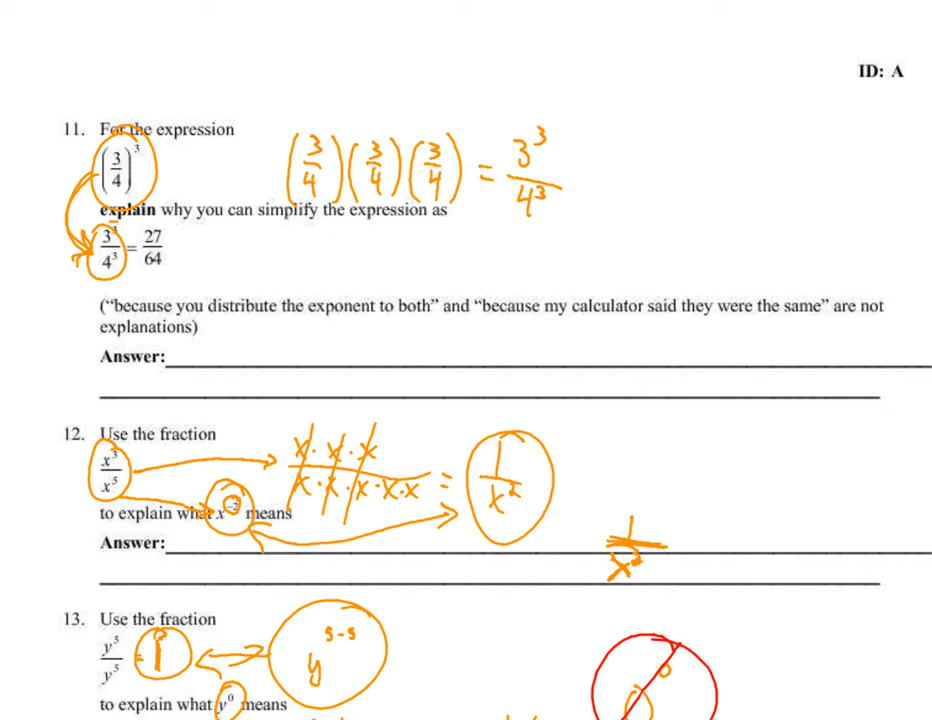 ID: A
11. For the expression
(3/4)^3 (3/4)(3/4)(3/4) = 3^3/4^3
explain why you can simplify the expression as
3^3/4^3 = 27/64
(“because you distribute the exponent to both” and “because my calculator said they were the same” are not
explanations)
Answer:
12. Use the fraction
x^3/x^5 x·x·x/x·x·x·x·x = 1/x^2
to explain what x^-2 means
1/x^2
Answer:
13. Use the fraction
y^5/y^5 = 1 y^5-5
to explain what y^0 means